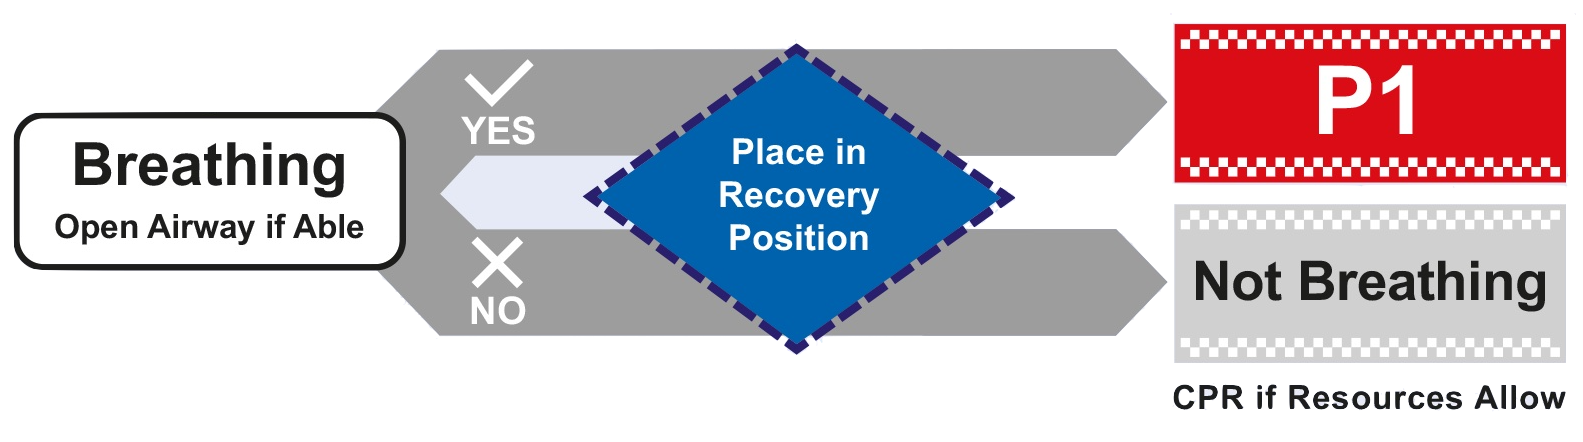 Breathing
Open Airway if Able
YES
NO
Place in
Recovery
Position
P1
Not Breathing
CPR if Resources Allow